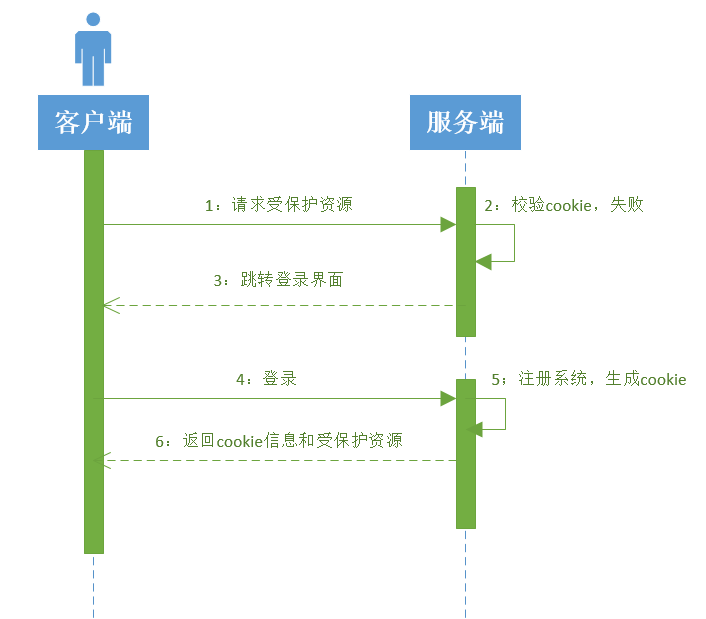 客户端
服务端
1：请求受保护资源
2：校验cookie，失败
3：跳转登录界面
4：登录
5；注册系统，生成cookie
6：返回cookie信息和受保护资源